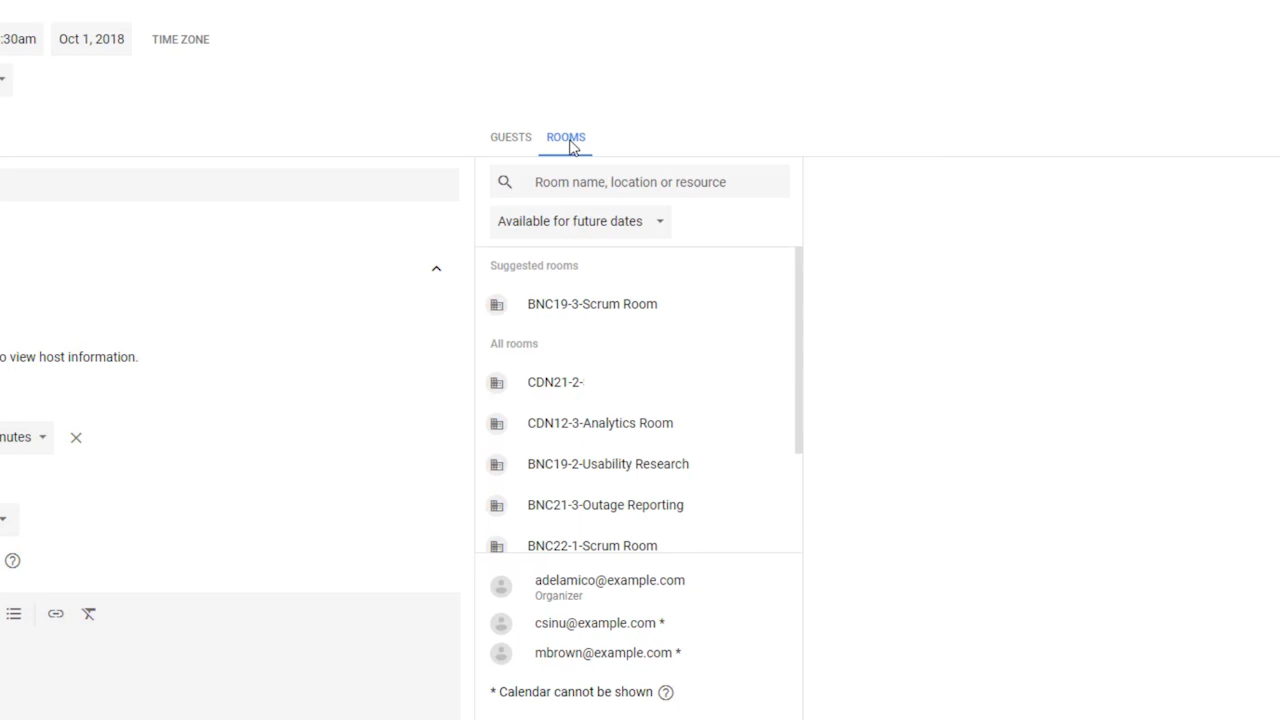 :30am Oct 1, 2018 TIME ZONE
GUESTS ROOMS
Room name, location or resource
Available for future dates
Suggested rooms
BNC19-3-Scrum Room
All rooms
CDN21-2-
CDN12-3-Analytics Room
BNC19-2-Usability Research
BNC21-3-Outage Reporting
BNC22-1-Scrum Room
o view host information.
nutes
adelamico@example.com
Organizer
csinu@example.com *
mbrown@example.com *
* Calendar cannot be shown